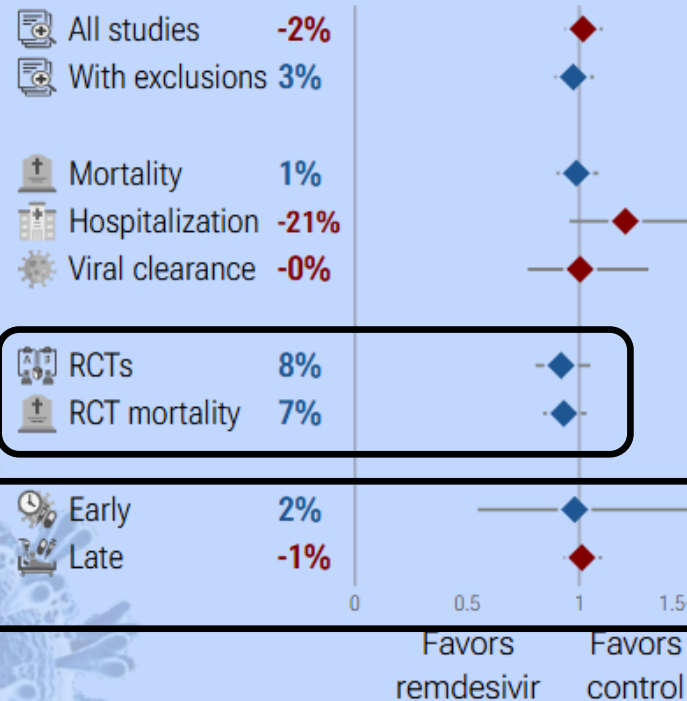 All studies -2%
With exclusions 3%
Mortality 1%
Hospitalization -21%
Viral clearance -0%
RCTs 8%
RCT mortality 7%
Early 2%
Late -1%
0 0.5 1 1.5
Favors remdesivir
Favors control